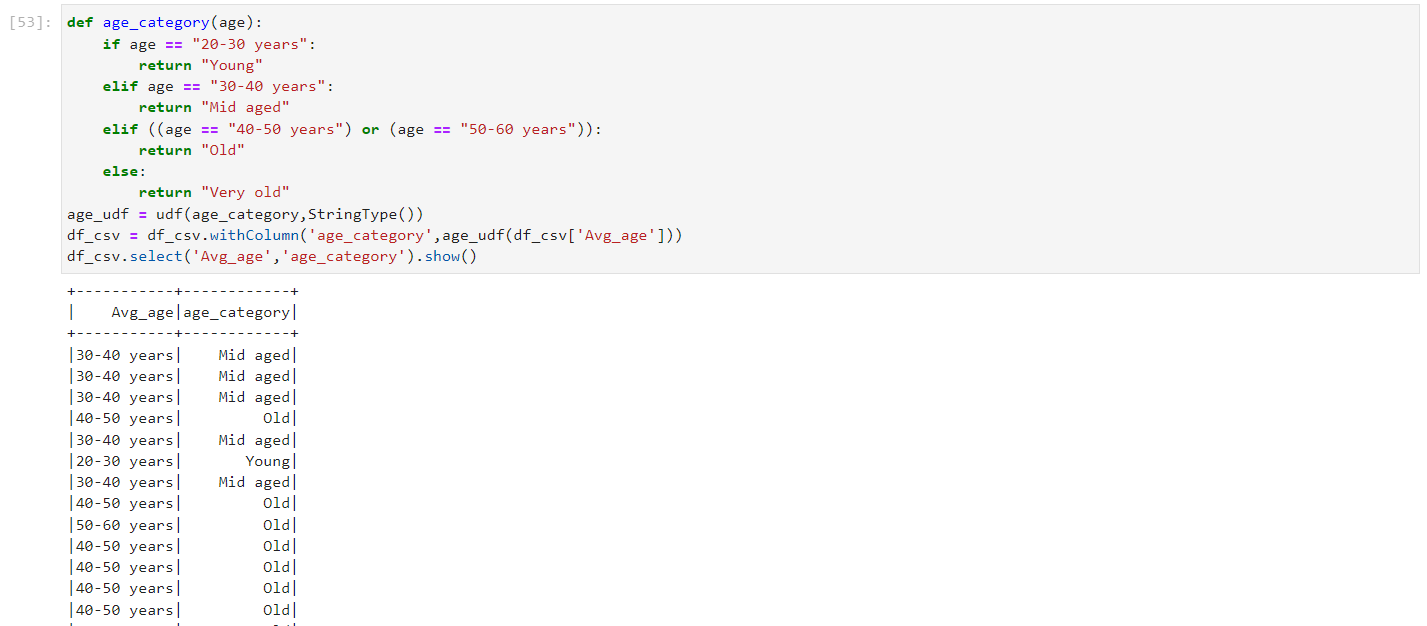 [53]: def age_category(age):
    if age == "20-30 years":
        return "Young"
    elif age == "30-40 years":
        return "Mid aged"
    elif ((age == "40-50 years") or (age == "50-60 years")):
        return "Old"
    else:
        return "Very old"
age_udf = udf(age_category,StringType())
df_csv = df_csv.withColumn('age_category',age_udf(df_csv['Avg_age']))
df_csv.select('Avg_age','age_category').show()
+-----------+------------+
|    Avg_age|age_category|
+-----------+------------+
|30-40 years|    Mid aged|
|30-40 years|    Mid aged|
|30-40 years|    Mid aged|
|40-50 years|         Old|
|30-40 years|    Mid aged|
|20-30 years|       Young|
|30-40 years|    Mid aged|
|40-50 years|         Old|
|50-60 years|         Old|
|40-50 years|         Old|
|40-50 years|         Old|
|40-50 years|         Old|
|40-50 years|         Old|